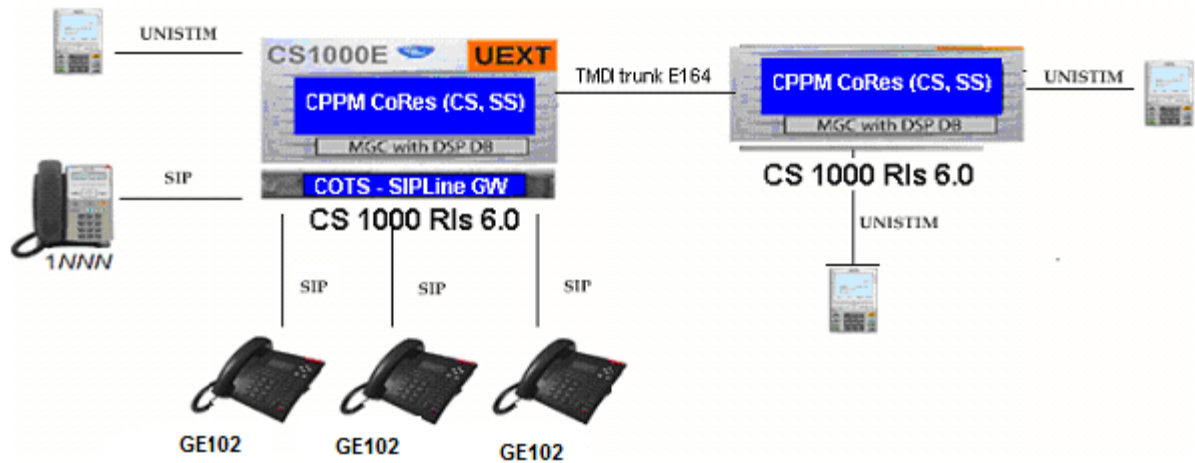 UNISTIM
CS1000E UEXT
CPPM CoRes (CS, SS)
MGC with DSP DB
COTS - SIPLine GW
CS 1000 Rls 6.0
TMDI trunk E164
CPPM CoRes (CS, SS)
MGC with DSP DB
CS 1000 Rls 6.0
UNISTIM
UNISTIM
SIP
1NNN
SIP
SIP
SIP
GE102
GE102
GE102